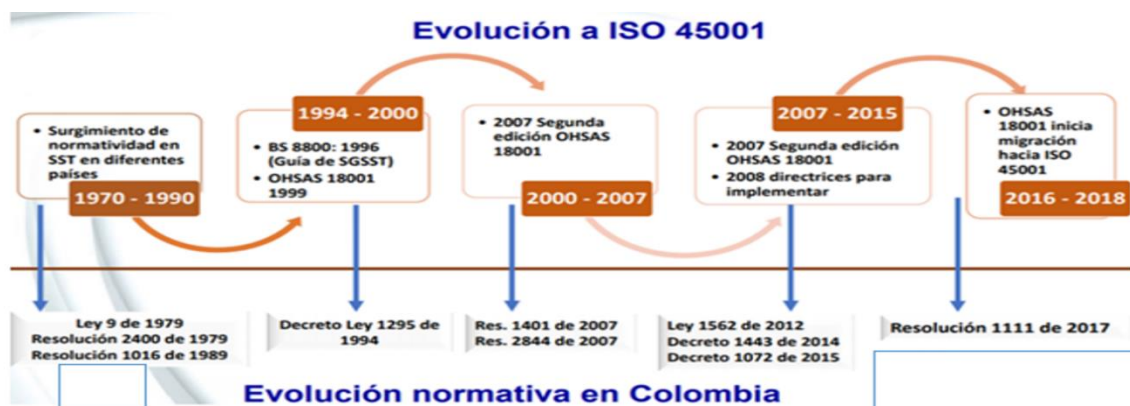 Evolución a ISO 45001
• Surgimiento de
normatividad en
SST en diferentes
países
1970 - 1990
1994 - 2000
• BS 8800: 1996
(Guía de SGSST)
• OHSAS 18001
1999
• 2007 Segunda
edición OHSAS
18001
2000 - 2007
2007 - 2015
• 2007 Segunda edición
OHSAS 18001
• 2008 directrices para
implementar
• OHSAS
18001 inicia
migración
hacia ISO
45001
2016 - 2018
Ley 9 de 1979
Resolución 2400 de 1979
Resolución 1016 de 1989
Decreto Ley 1295 de
1994
Res. 1401 de 2007
Res. 2844 de 2007
Ley 1562 de 2012
Decreto 1443 de 2014
Decreto 1072 de 2015
Resolución 1111 de 2017
Evolución normativa en Colombia